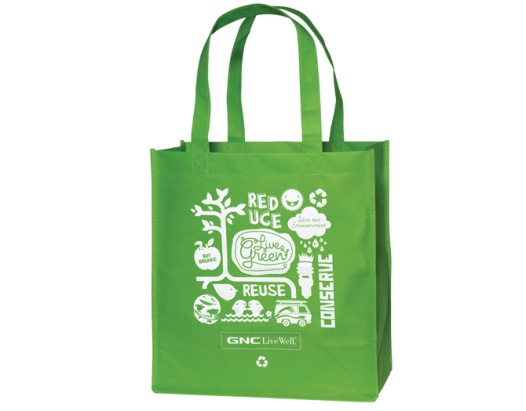 RED
UCE
Save our
Environment
Live
Green
BUY
ORGANIC
REUSE
CONSERVE
GNC LiveWell.